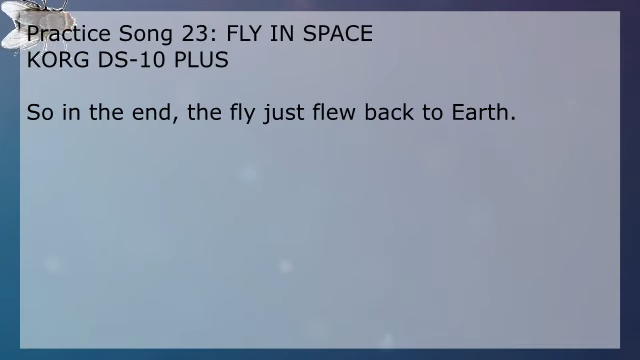 Practice Song 23: FLY IN SPACE
KORG DS-10 PLUS
So in the end, the fly just flew back to Earth.